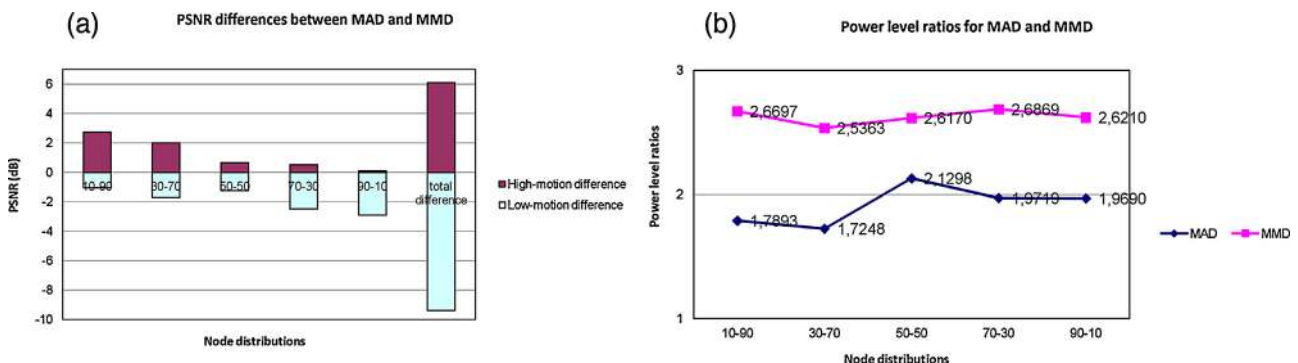 (a)
PSNR differences between MAD and MMD
6
4
2
0
-2
-4
-6
-8
-10
PSNR (dB)
10-90
30-70
50-50
70-30
90-10
total
difference
High-motion difference
Low-motion difference
Node distributions
(b)
Power level ratios for MAD and MMD
3
2
1
Power level ratios
2,6697
2,5363
2,6170
2,6869
2,6210
1,7893
1,7248
2,1298
1,9719
1,9690
MAD
MMD
10-90
30-70
50-50
70-30
90-10
Node distributions